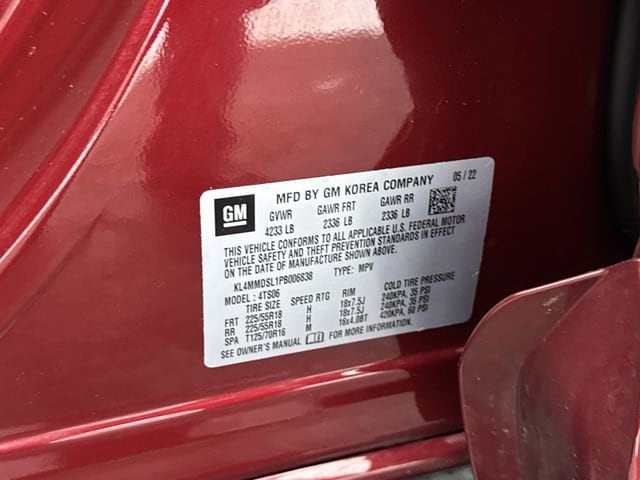 GM
MFD BY GM KOREA COMPANY 05/22
GVWR GAWR FRT GAWR RR
4233 LB 2336 LB 2336 LB
THIS VEHICLE CONFORMS TO ALL APPLICABLE U.S. FEDERAL MOTOR
VEHICLE SAFETY AND THEFT PREVENTION STANDARDS IN EFFECT
ON THE DATE OF MANUFACTURE SHOWN ABOVE.
KL4MMDSL1PB006838 TYPE: MPV
MODEL: 4TS06
TIRE SIZE SPEED RTG RIM COLD TIRE PRESSURE
FRT 225/55R18 H 18x7.5J 240KPA, 35 PSI
RR 225/55R18 H 18x7.5J 240KPA, 35 PSI
SPA T125/70R16 M 16x4.0BT 420KPA, 60 PSI
SEE OWNER'S MANUAL FOR MORE INFORMATION.